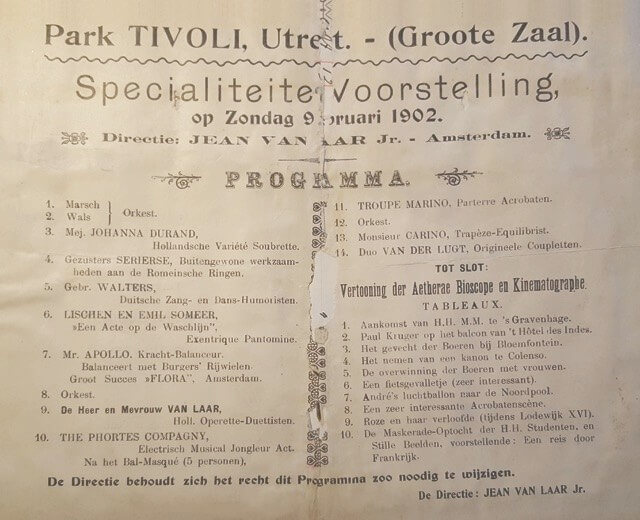 Park TIVOLI, Utre t. - (Groote Zaal).
Specialiteite Voorstelling,
op Zondag 9 bruari 1902.
Directie: JEAN VAN LAAR Jr. - Amsterdam.
PROGRAMMA.
1. Marsch
2. Wals
Orkest.
3. Mej. JOHANNA DURAND,
Hollandsche Variété Soubrette.
4. Gezusters SERIERSE, Buitengewone werkzaam-
heden aan de Romeinsche Ringen.
5. Gebr. WALTERS,
Duitsche Zang- en Dans-Humoristen.
6. LISCHEN EN EMIL SOMEER,
»Een Acte op de Waschlijn”,
Exentrique Pantomine.
7. Mr. APOLLO. Kracht-Balanceur.
Balanceert met Burgers' Rijwielen.
Groot Succes »FLORA”, Amsterdam.
8. Orkest.
9. De Heer en Mevrouw VAN LAAR,
Holl. Operette-Duettisten.
10. THE PHORTES COMPAGNY,
Electrisch Musical Jongleur Act.
Na het Bal-Masqué (5 personen),
11. TROUPE MARINO, Parterre Acrobaten.
12. Orkest.
13. Monsieur CARINO, Trapèze-Equilibrist.
14. Duo VAN DER LUGT, Origineele Coupletten.
TOT SLOT:
Vertooning der Aetherae Bioscope en Kinematographe.
TABLEAUX.
1. Aankomst van H.H. M.M. te 's Gravenhage.
2. Paul Kruger op het balcon van 't Hôtel des Indes.
3. Het gevecht der Boeren bij Bloemfontein.
4. Het nemen van een kanon te Colenso.
5. De overwinning der Boeren met vrouwen.
6. Een fietsgevalletje (zeer interessant).
7. André's luchtballon naar de Noordpool.
8. Een zeer interessante Acrobatenscène.
9. Roze en haar verloofde (tijdens Lodewijk XVI).
10. De Maskerade-Optocht der H.H. Studenten, en
Stille Beelden, voorstellende: Een reis door
Frankrijk.
De Directie behoudt zich het recht dit Programma zoo noodig te wijzigen.
De Directie: JEAN VAN LAAR Jr.